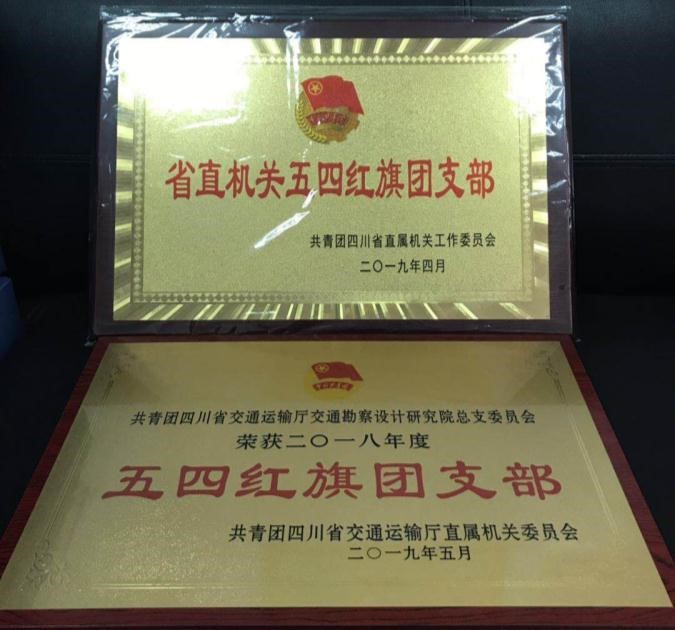 省直机关五四红旗团支部
共青团四川省直属机关工作委员会
二〇一九年四月
共青团四川省交通运输厅交通勘察设计研究院总支委员会
荣获二〇一八年度
五四红旗团支部
共青团四川省交通运输厅直属机关委员会
二〇一九年五月